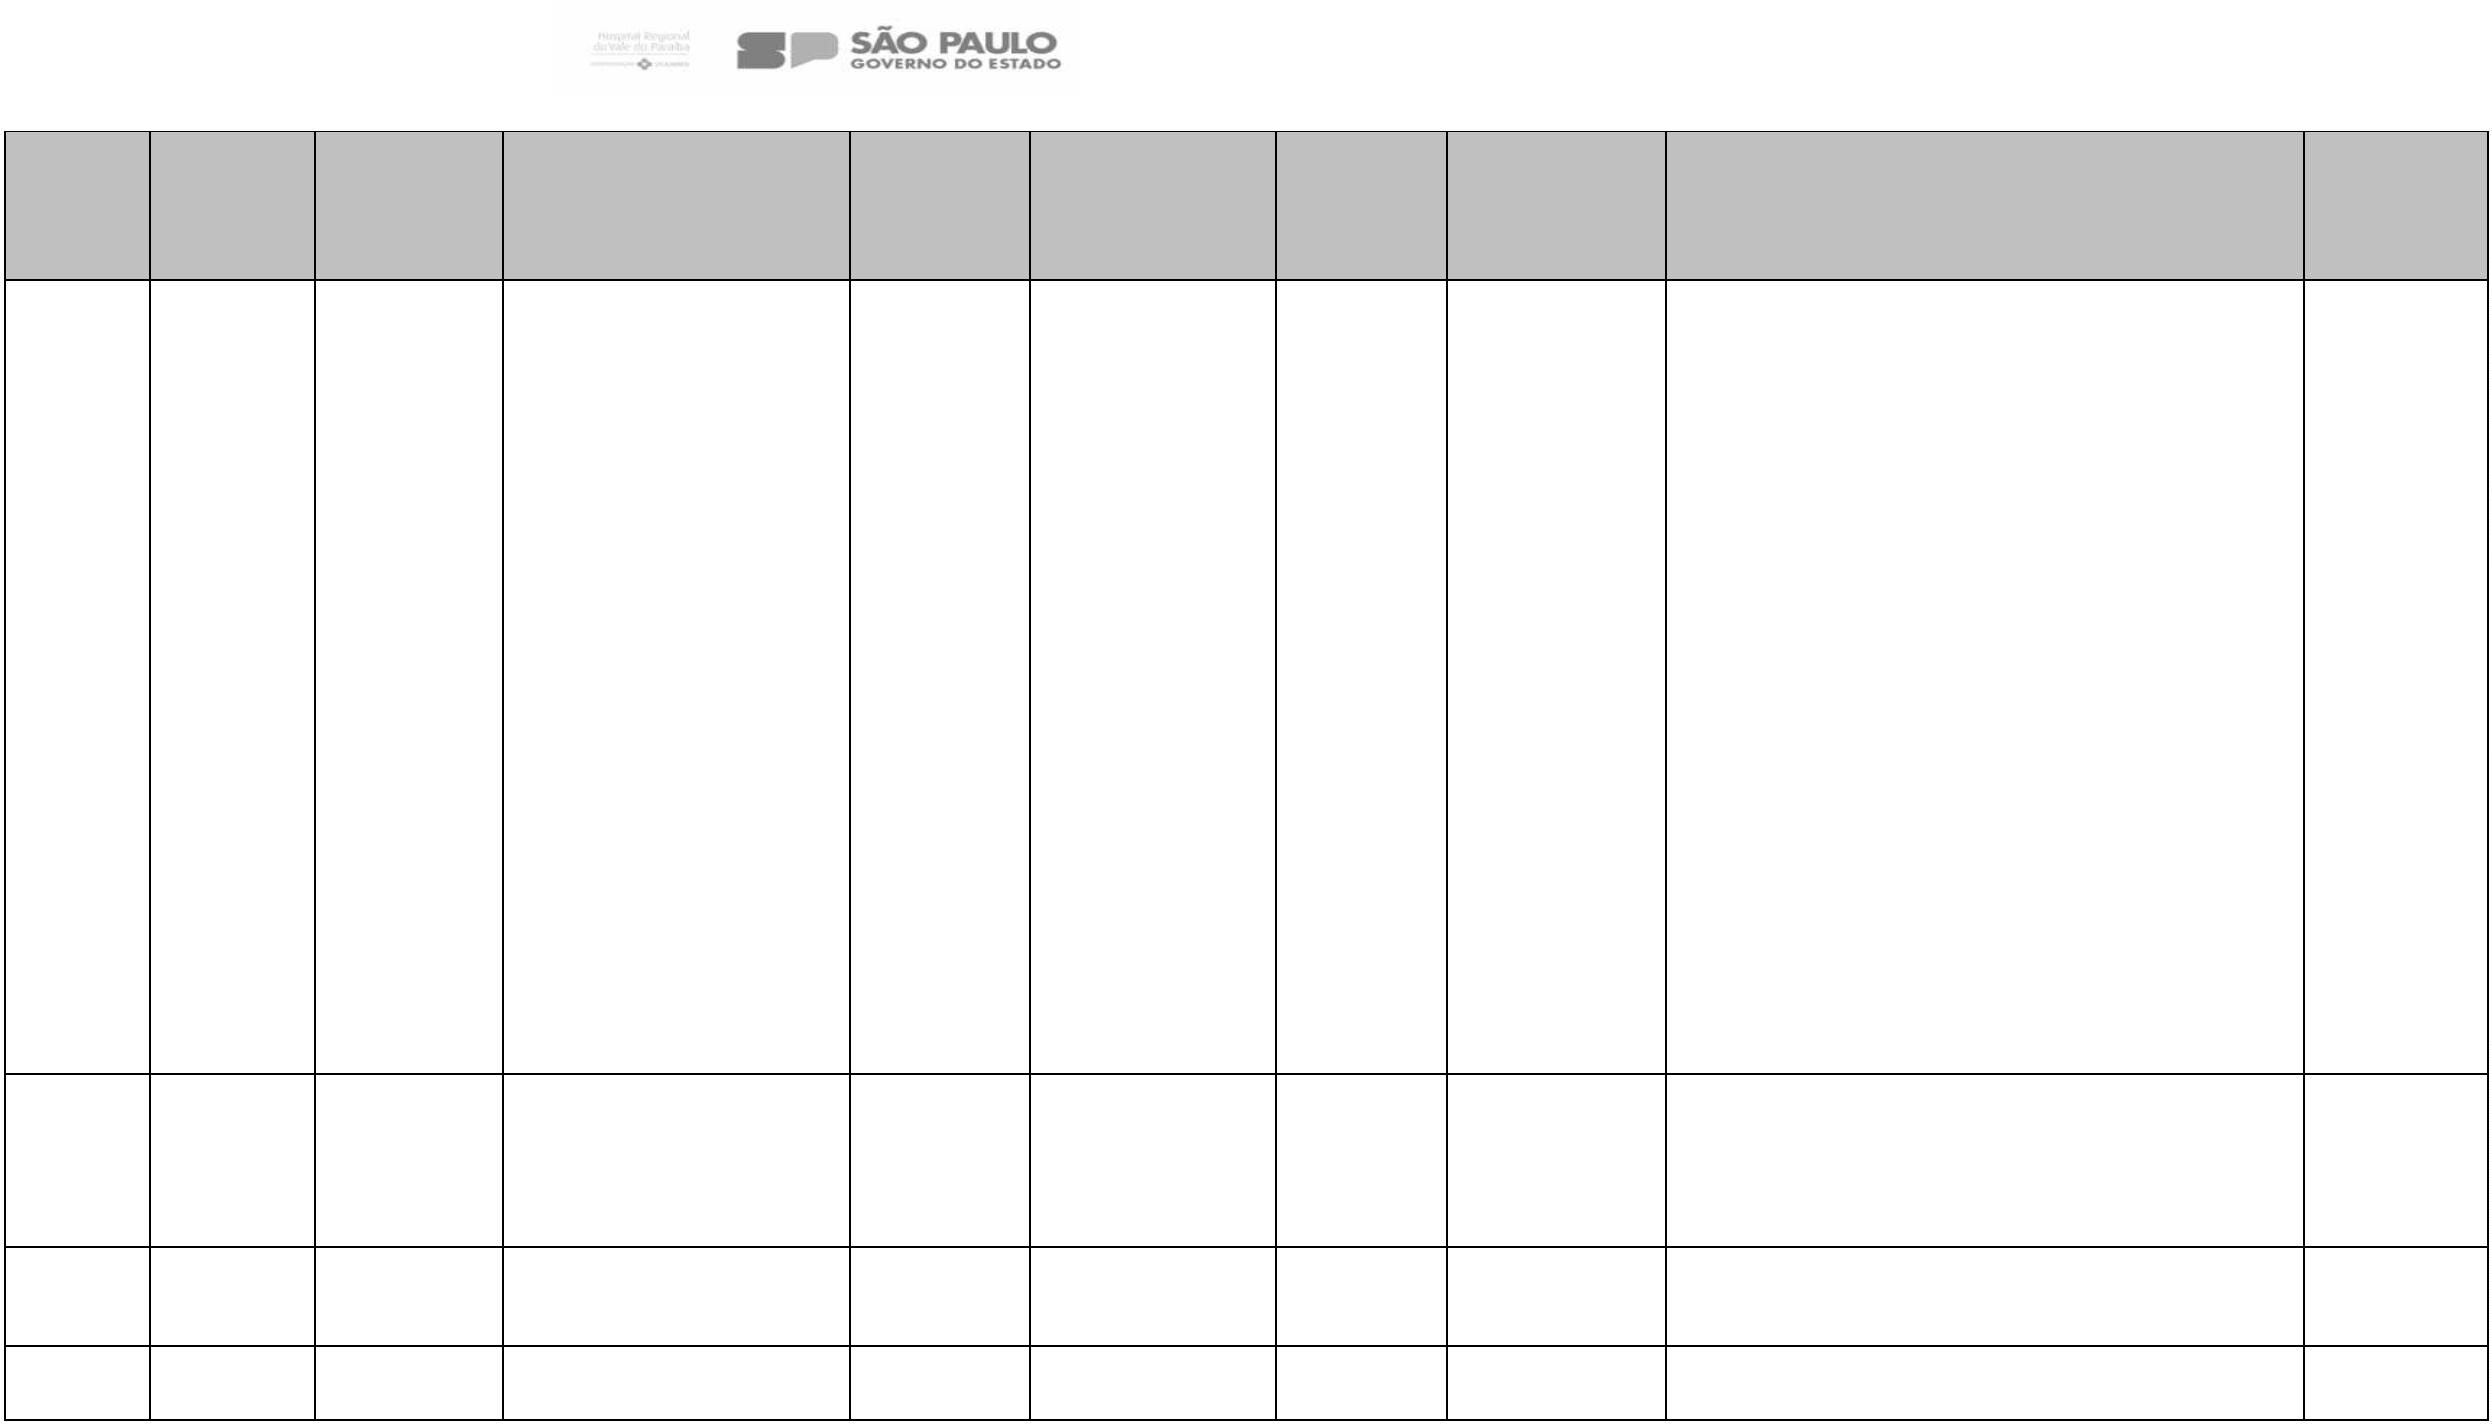 Hospital Regional
do Vale do Paraíba
SÃO PAULO
GOVERNO DO ESTADO